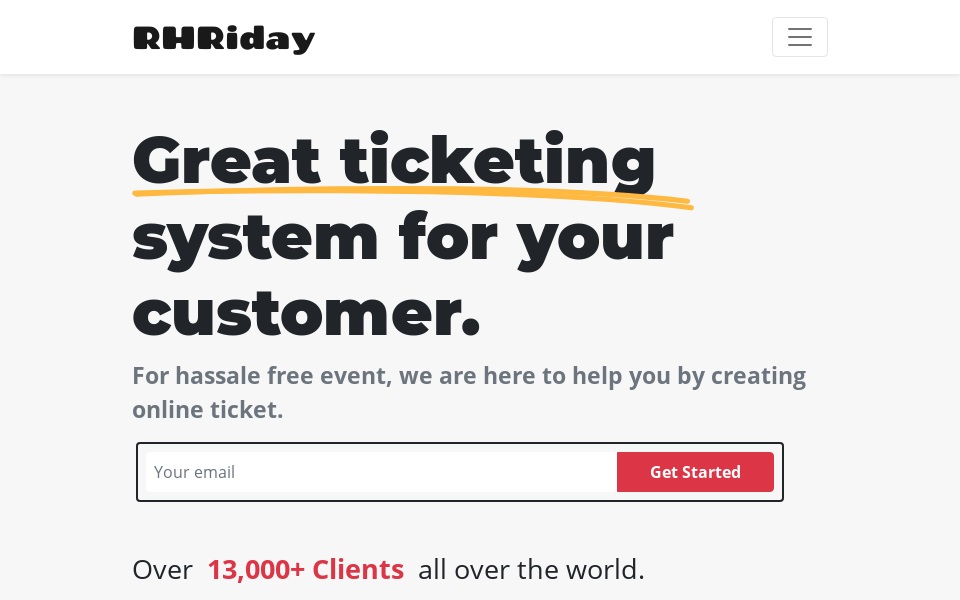 RHRiday
Great ticketing
system for your
customer.
For hassale free event, we are here to help you by creating
online ticket.
Your email
Get Started
Over 13,000+ Clients all over the world.